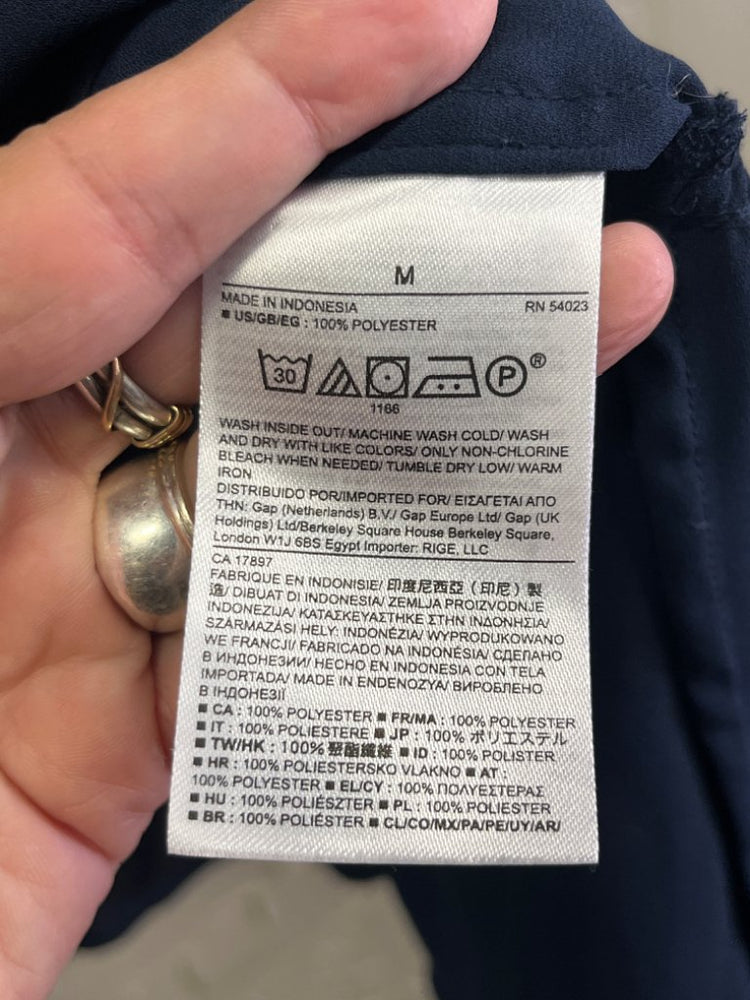 M
MADE IN INDONESIA RN 54023
■ US/GB/EG : 100% POLYESTER
30 P ®
1166
WASH INSIDE OUT/ MACHINE WASH COLD/ WASH
AND DRY WITH LIKE COLORS/ ONLY NON-CHLORINE
BLEACH WHEN NEEDED/ TUMBLE DRY LOW/ WARM
IRON
DISTRIBUIDO POR/IMPORTED FOR/ ΕΙΣΑΓΕΤΑΙ ΑΠΟ
ΤΗΝ: Gap (Netherlands) B.V./ Gap Europe Ltd/ Gap (UK
Holdings) Ltd/Berkeley Square House Berkeley Square,
London W1J 6BS Egypt Importer: RIGE, LLC
CA 17897
FABRIQUE EN INDONISIE/ 印度尼西亞（印尼）製
造/ DIBUAT DI INDONESIA/ ZEMLJA PROIZVODNJE
INDONEZIJA/ ΚΑΤΑΣΚΕΥΑΣΤΗΚΕ ΣΤΗΝ ΙΝΔΟΝΗΣΙΑ/
SZÁRMAZÁSI HELY: INDONÉZIA/ WYPRODUKOWANO
WE FRANCJI/ FABRICADO NA INDONÉSIA/ СДЕЛАНО
В ИНДОНЕЗИИ/ HECHO EN INDONESIA CON TELA
IMPORTADA/ MADE IN ENDENOZYA/ ВИРОБЛЕНО
В ІНДОНЕЗІЇ
■ CA : 100% POLYESTER ■ FR/MA : 100% POLYESTER
■ IT : 100% POLIESTERE ■ JP : 100% ポリエステル
■ TW/HK : 100% 聚酯纖維 ■ ID : 100% POLISTER
■ HR : 100% POLIESTERSKO VLAKNO ■ AT :
100% POLYESTER ■ EL/CY : 100% ΠΟΛΥΕΣΤΕΡΑΣ
■ HU : 100% POLIÉSZTER ■ PL : 100% POLIESTER
■ BR : 100% POLIÉSTER ■ CL/CO/MX/PA/PE/UY/AR/